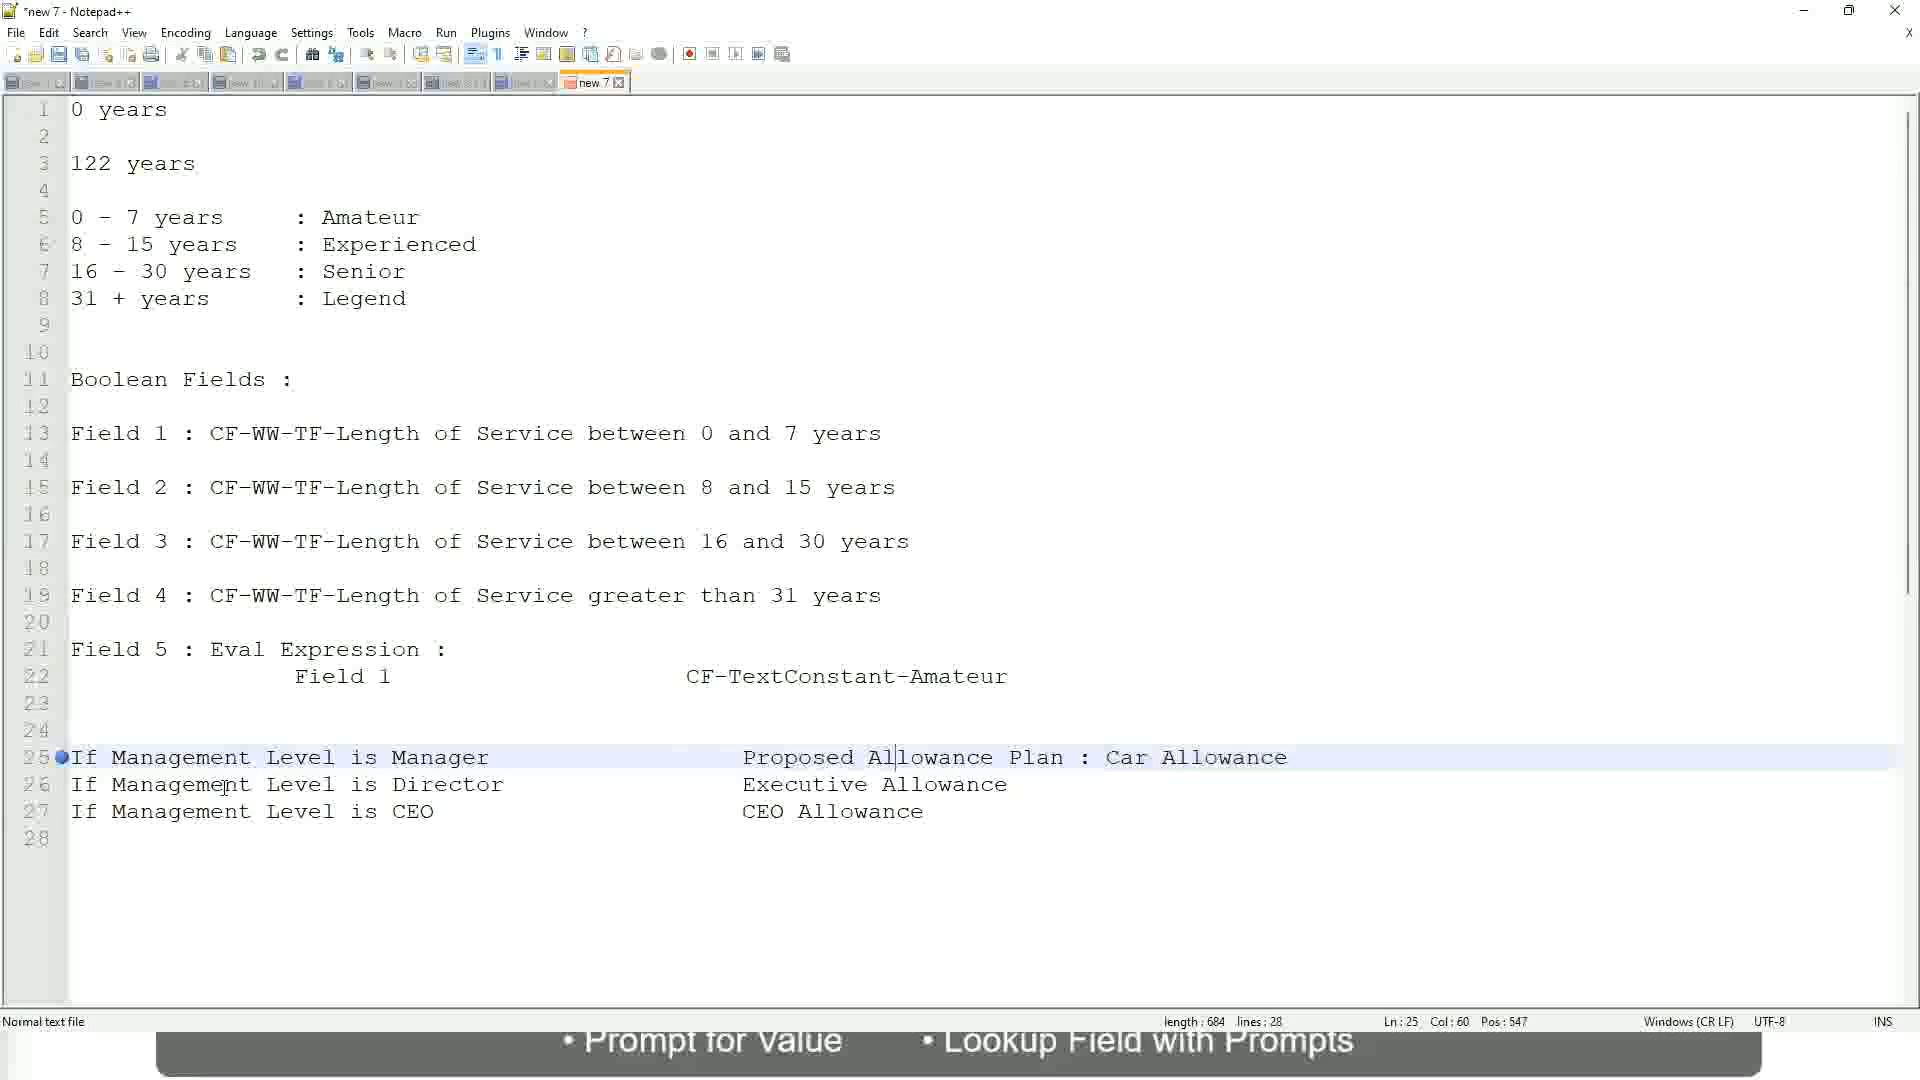 *new 7 - Notepad++
File Edit Search View Encoding Language Settings Tools Macro Run Plugins Window ? X
new 7
1 0 years
2
3 122 years
4
5 0 - 7 years : Amateur
6 8 - 15 years : Experienced
7 16 - 30 years : Senior
8 31 + years : Legend
9
10
11 Boolean Fields :
12
13 Field 1 : CF-WW-TF-Length of Service between 0 and 7 years
14
15 Field 2 : CF-WW-TF-Length of Service between 8 and 15 years
16
17 Field 3 : CF-WW-TF-Length of Service between 16 and 30 years
18
19 Field 4 : CF-WW-TF-Length of Service greater than 31 years
20
21 Field 5 : Eval Expression :
22 Field 1 CF-TextConstant-Amateur
23
24
25 If Management Level is Manager Proposed Allowance Plan : Car Allowance
26 If Management Level is Director Executive Allowance
27 If Management Level is CEO CEO Allowance
28
Normal text file length : 684 lines : 28 Ln : 25 Col : 60 Pos : 547 Windows (CR LF) UTF-8 INS
• Prompt for Value • Lookup Field with Prompts